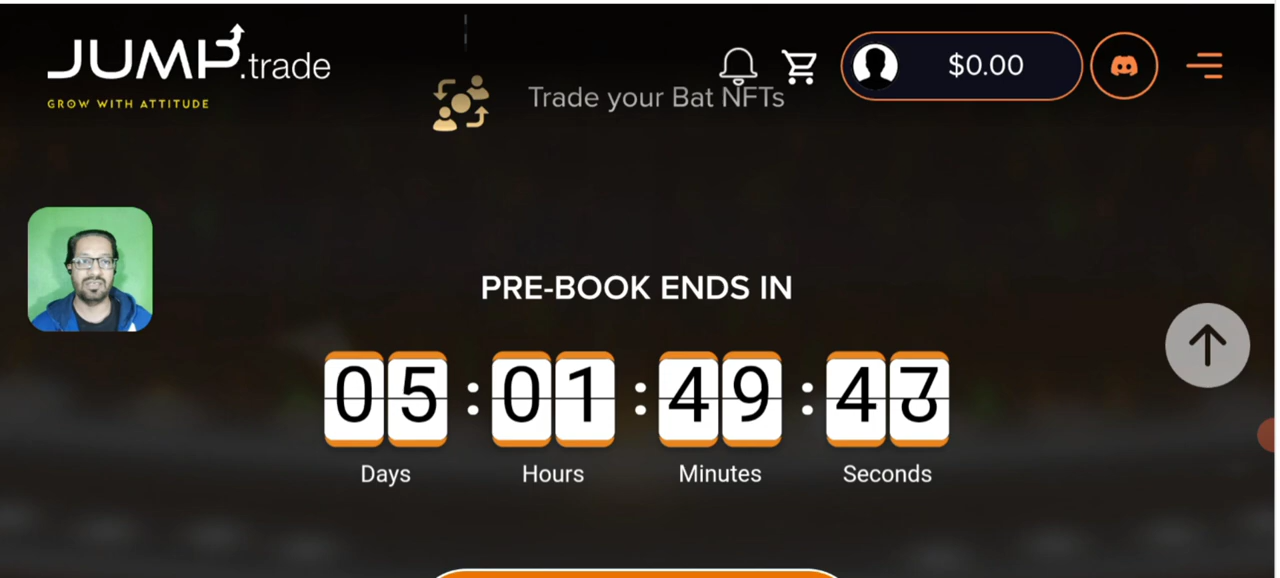 JUMP.trade
GROW WITH ATTITUDE
$0.00
Trade your Bat NFTs
PRE-BOOK ENDS IN
05 : 01 : 49 : 4
Days Hours Minutes Seconds